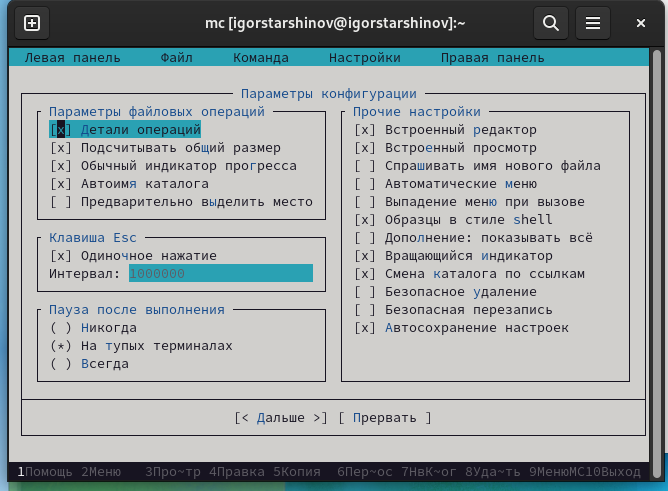 mc [igorstarshinov@igorstarshinov]:~
Левая панель Файл Команда Настройки Правая панель
Параметры конфигурации
Параметры файловых операций
[x] Детали операций
[x] Подсчитывать общий размер
[x] Обычный индикатор прогресса
[x] Автоимя каталога
[ ] Предварительно выделить место
Клавиша Esc
[x] Одиночное нажатие
Интервал: 1000000
Пауза после выполнения
( ) Никогда
(*) На тупых терминалах
( ) Всегда
Прочие настройки
[x] Встроенный редактор
[x] Встроенный просмотр
[ ] Спрашивать имя нового файла
[ ] Автоматические меню
[ ] Выпадение меню при вызове
[x] Образцы в стиле shell
[ ] Дополнение: показывать всё
[x] Вращающийся индикатор
[x] Смена каталога по ссылкам
[ ] Безопасное удаление
[ ] Безопасная перезапись
[x] Автосохранение настроек
[< Дальше >] [ Прервать ]
1Помощь 2Меню 3Про~тр 4Правка 5Копия 6Пер~ос 7НвК~ог 8Уда~ть 9МенюMC10Выход